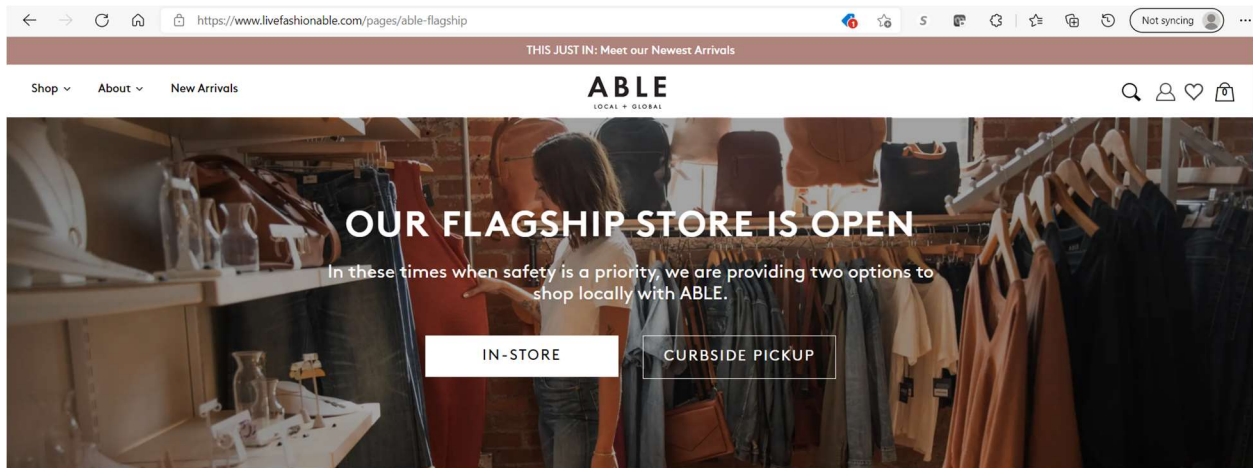 https://www.livefashionable.com/pages/able-flagship
1
S
Not syncing
THIS JUST IN: Meet our Newest Arrivals
Shop
About
New Arrivals
ABLE
LOCAL + GLOBAL
0
OUR FLAGSHIP STORE IS OPEN
In these times when safety is a priority, we are providing two options to
shop locally with ABLE.
IN-STORE
CURBSIDE PICKUP